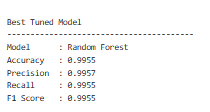 Best Tuned Model
----------------------------------------
Model : Random Forest
Accuracy : 0.9955
Precision : 0.9957
Recall : 0.9955
F1 Score : 0.9955